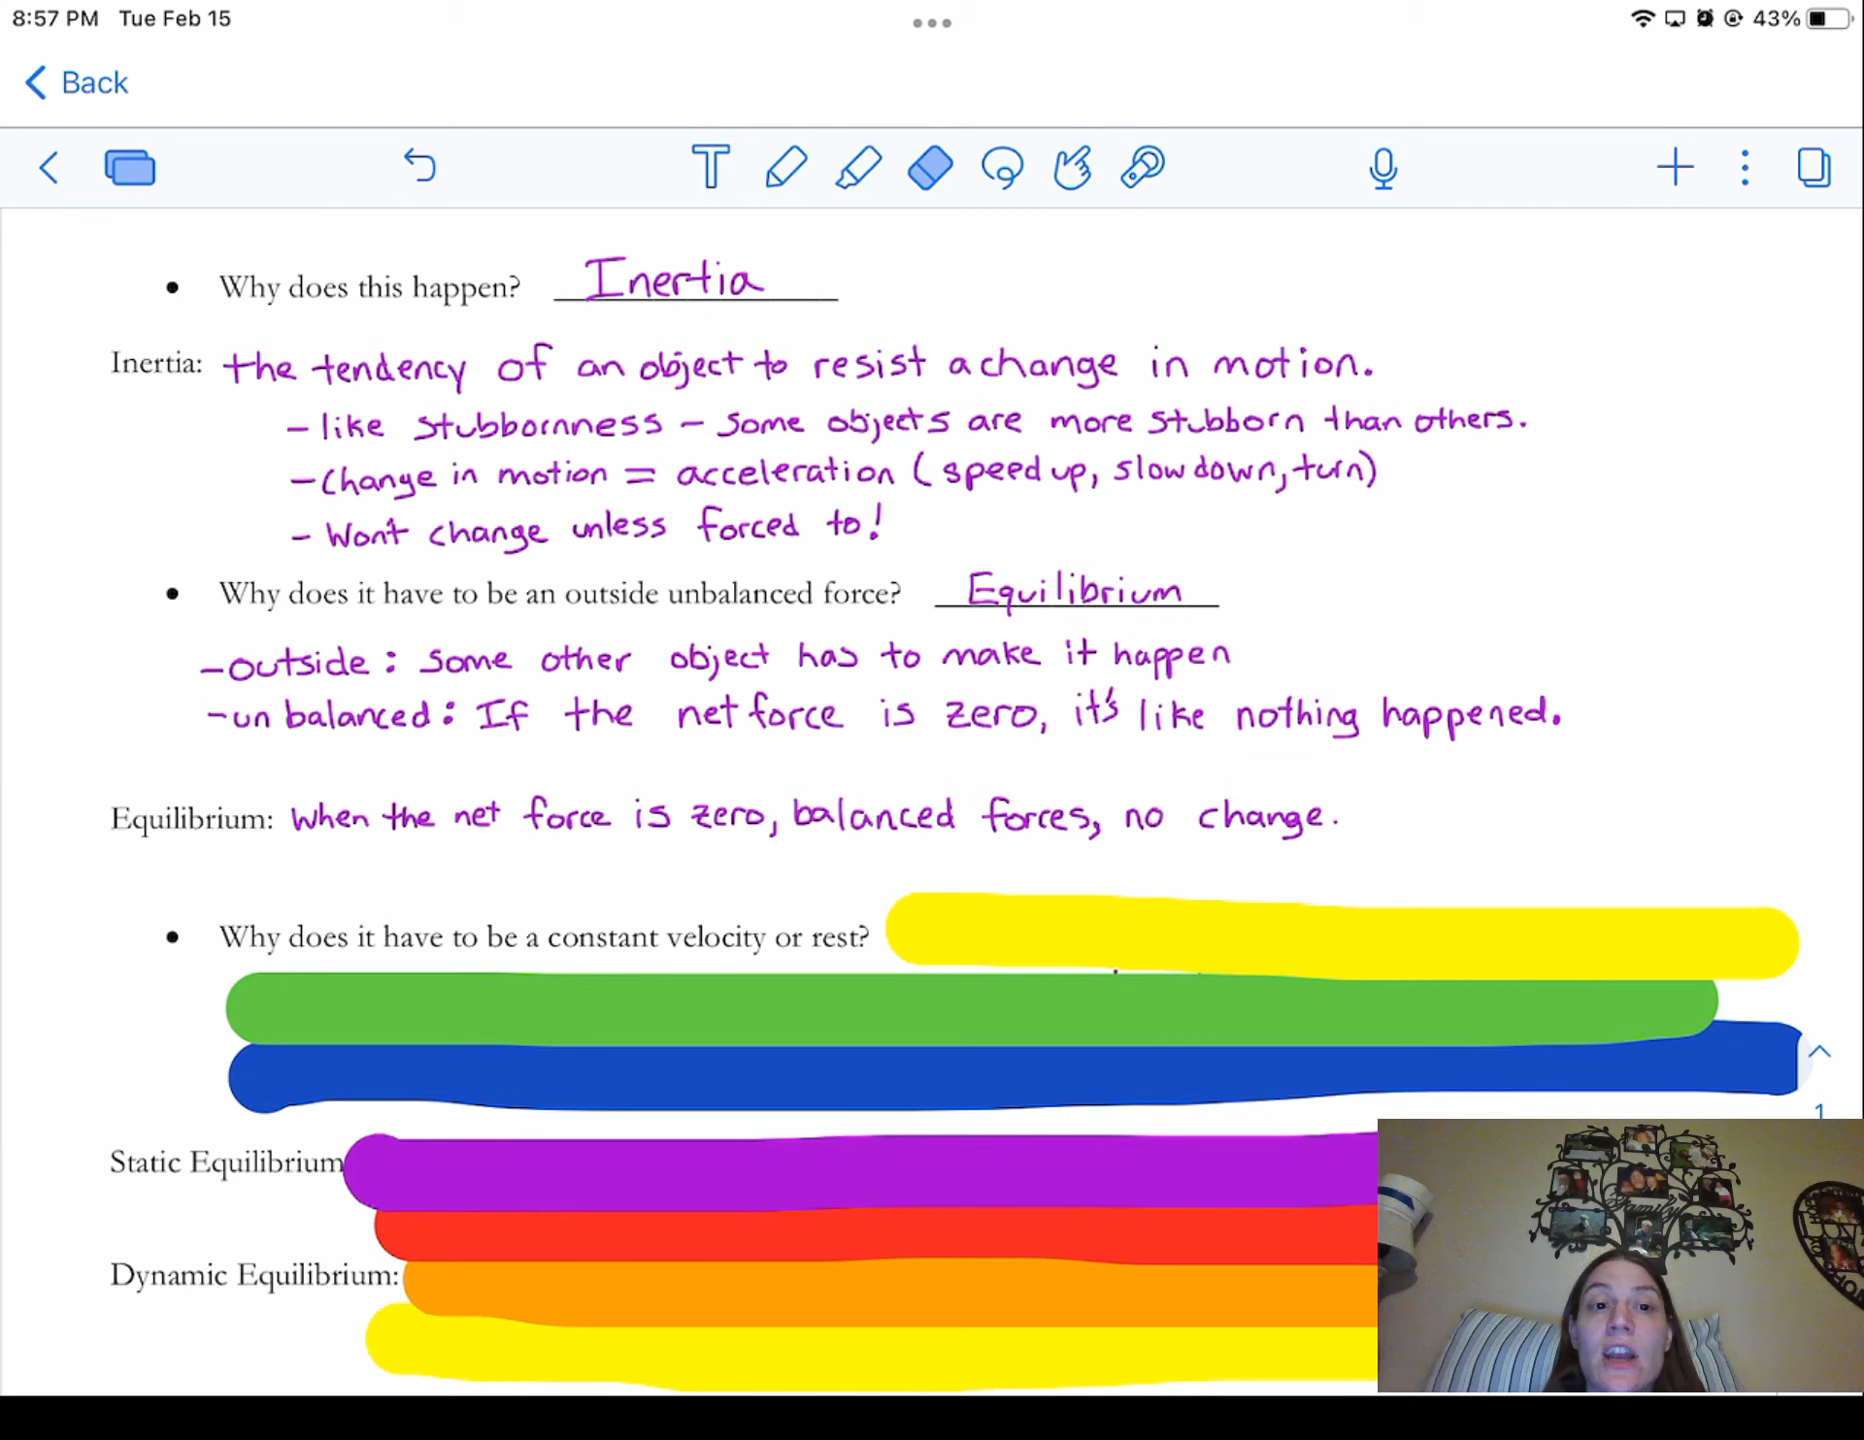 8:57 PM Tue Feb 15
43%
Back
T
• Why does this happen? Inertia
Inertia: the tendency of an object to resist a change in motion.
- like stubbornness - some objects are more stubborn than others.
- Change in motion = acceleration (speed up, slow down, turn)
- Won't change unless forced to!
• Why does it have to be an outside unbalanced force? Equilibrium
- outside: some other object has to make it happen
- unbalanced: If the net force is zero, it's like nothing happened.
Equilibrium: When the net force is zero, balanced forces, no change.
• Why does it have to be a constant velocity or rest?
1
Static Equilibrium
Family
Dynamic Equilibrium: